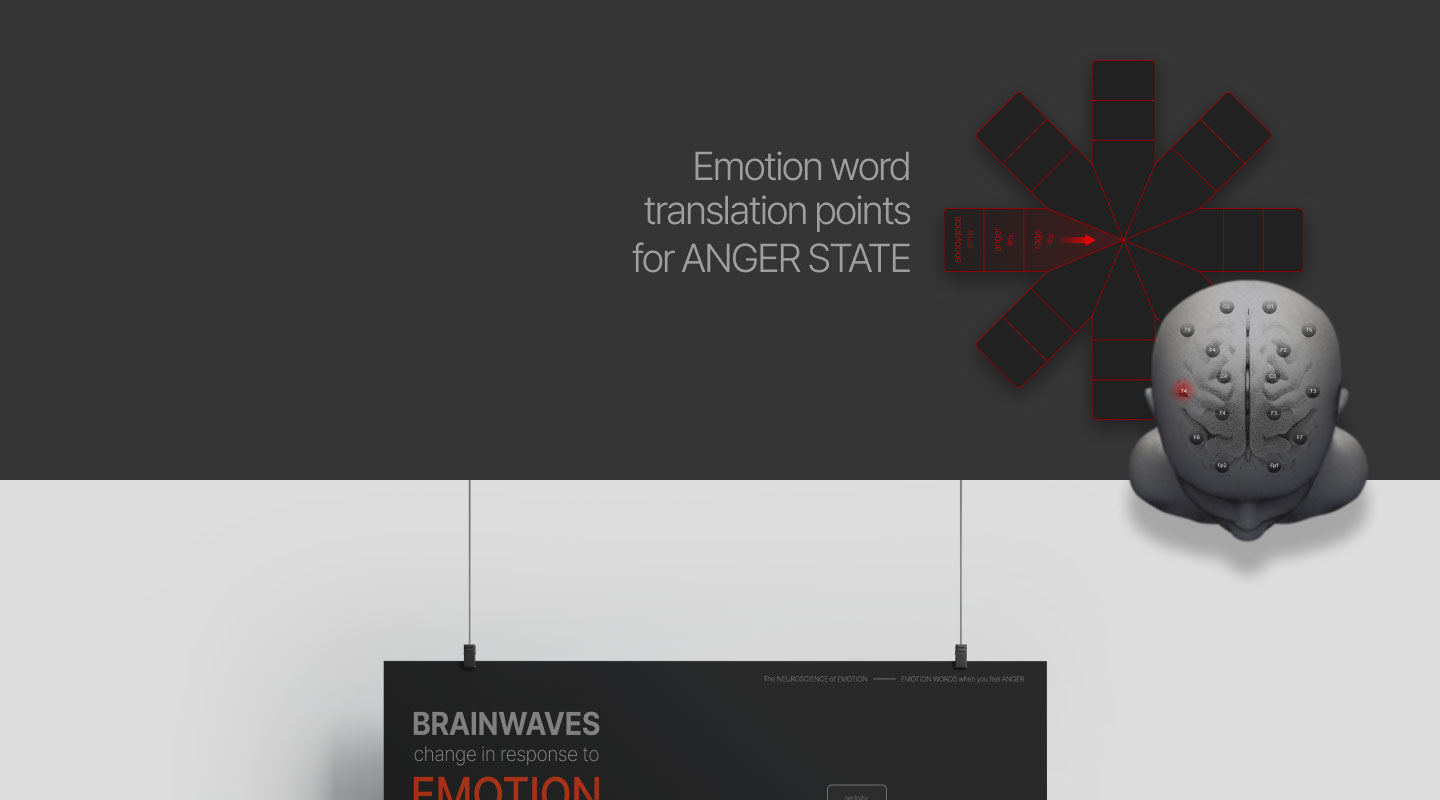 Emotion word
translation points
for ANGER STATE
annoyance
anger
rage
O2
O1
T6
T5
P4
P3
C4
C3
T4
T3
F4
F3
F8
F7
Fp2
Fp1
The NEUROSCIENCE of EMOTION
EMOTION WORDS when you feel ANGER
BRAINWAVES
change in response to
EMOTION